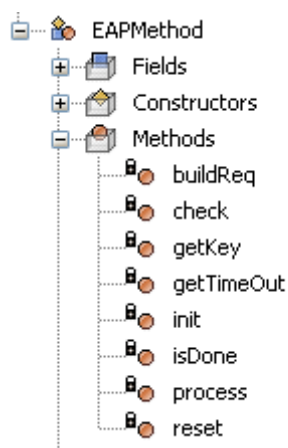 EAPMethod
Fields
Constructors
Methods
buildReq
check
getKey
getTimeOut
init
isDone
process
reset